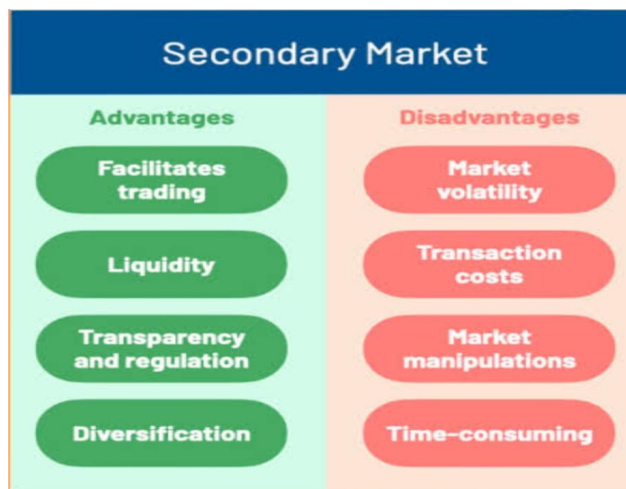 Secondary Market
Advantages
Facilitates
trading
Liquidity
Transparency
and regulation
Diversification
Disadvantages
Market
volatility
Transaction
costs
Market
manipulations
Time-consuming